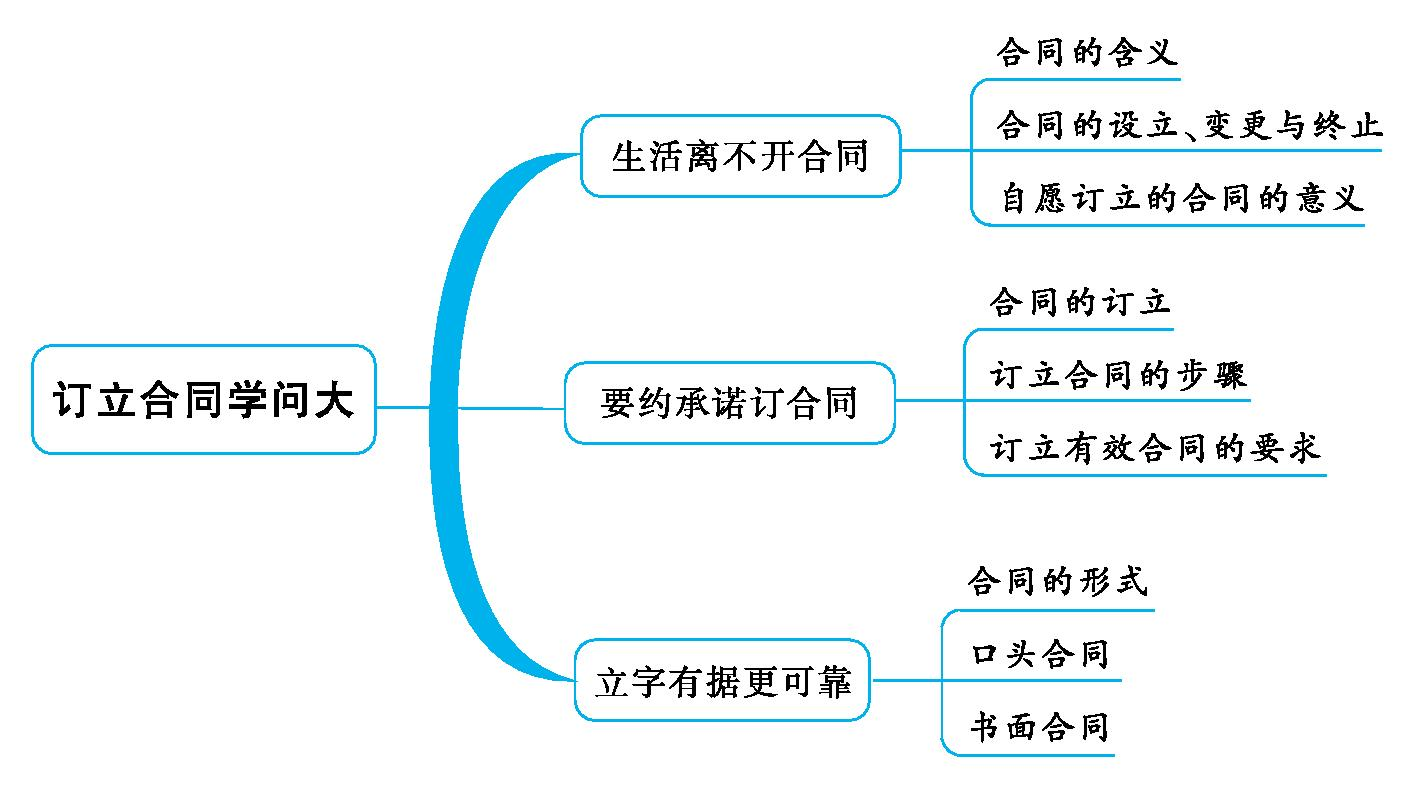 订立合同学问大
生活离不开合同
合同的含义
合同的设立、变更与终止
自愿订立的合同的意义
要约承诺订合同
合同的订立
订立合同的步骤
订立有效合同的要求
立字有据更可靠
合同的形式
口头合同
书面合同